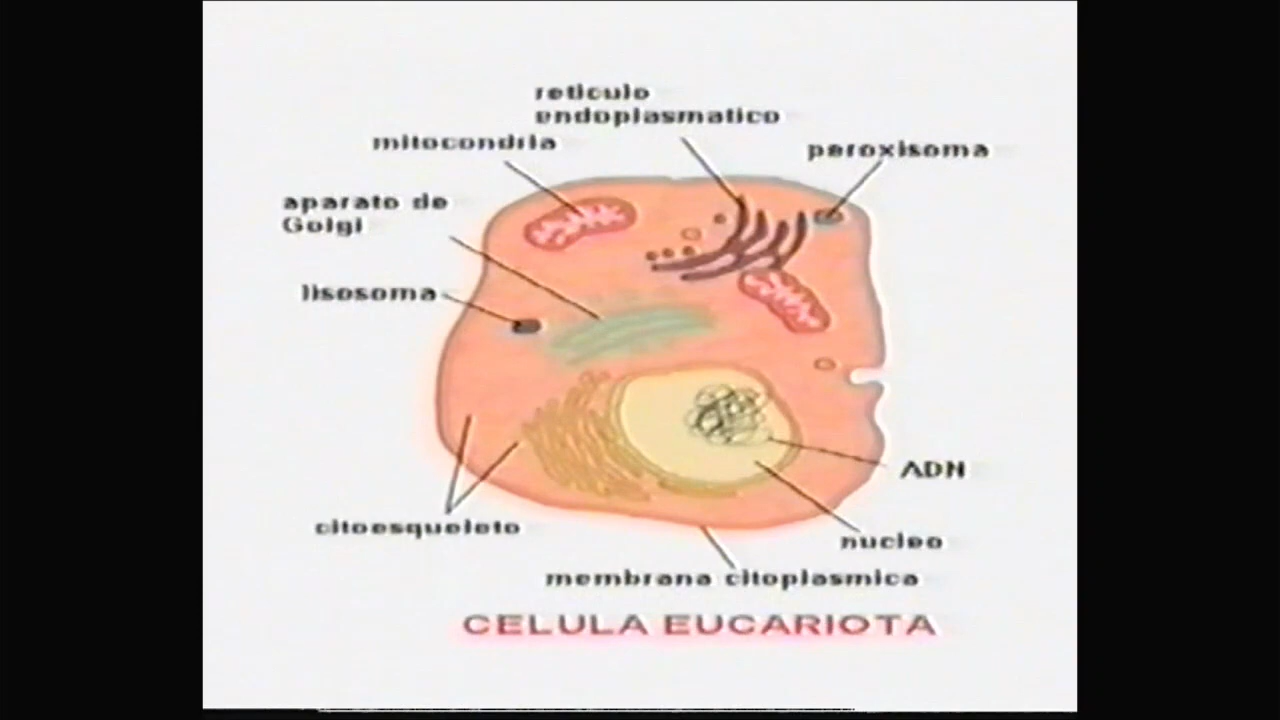 reticulo
endoplasmatico
mitocondria
peroxisoma
aparato de
Golgi
lisosoma
ADN
citoesqueleto
nucleo
membrana citoplasmica
CELULA EUCARIOTA